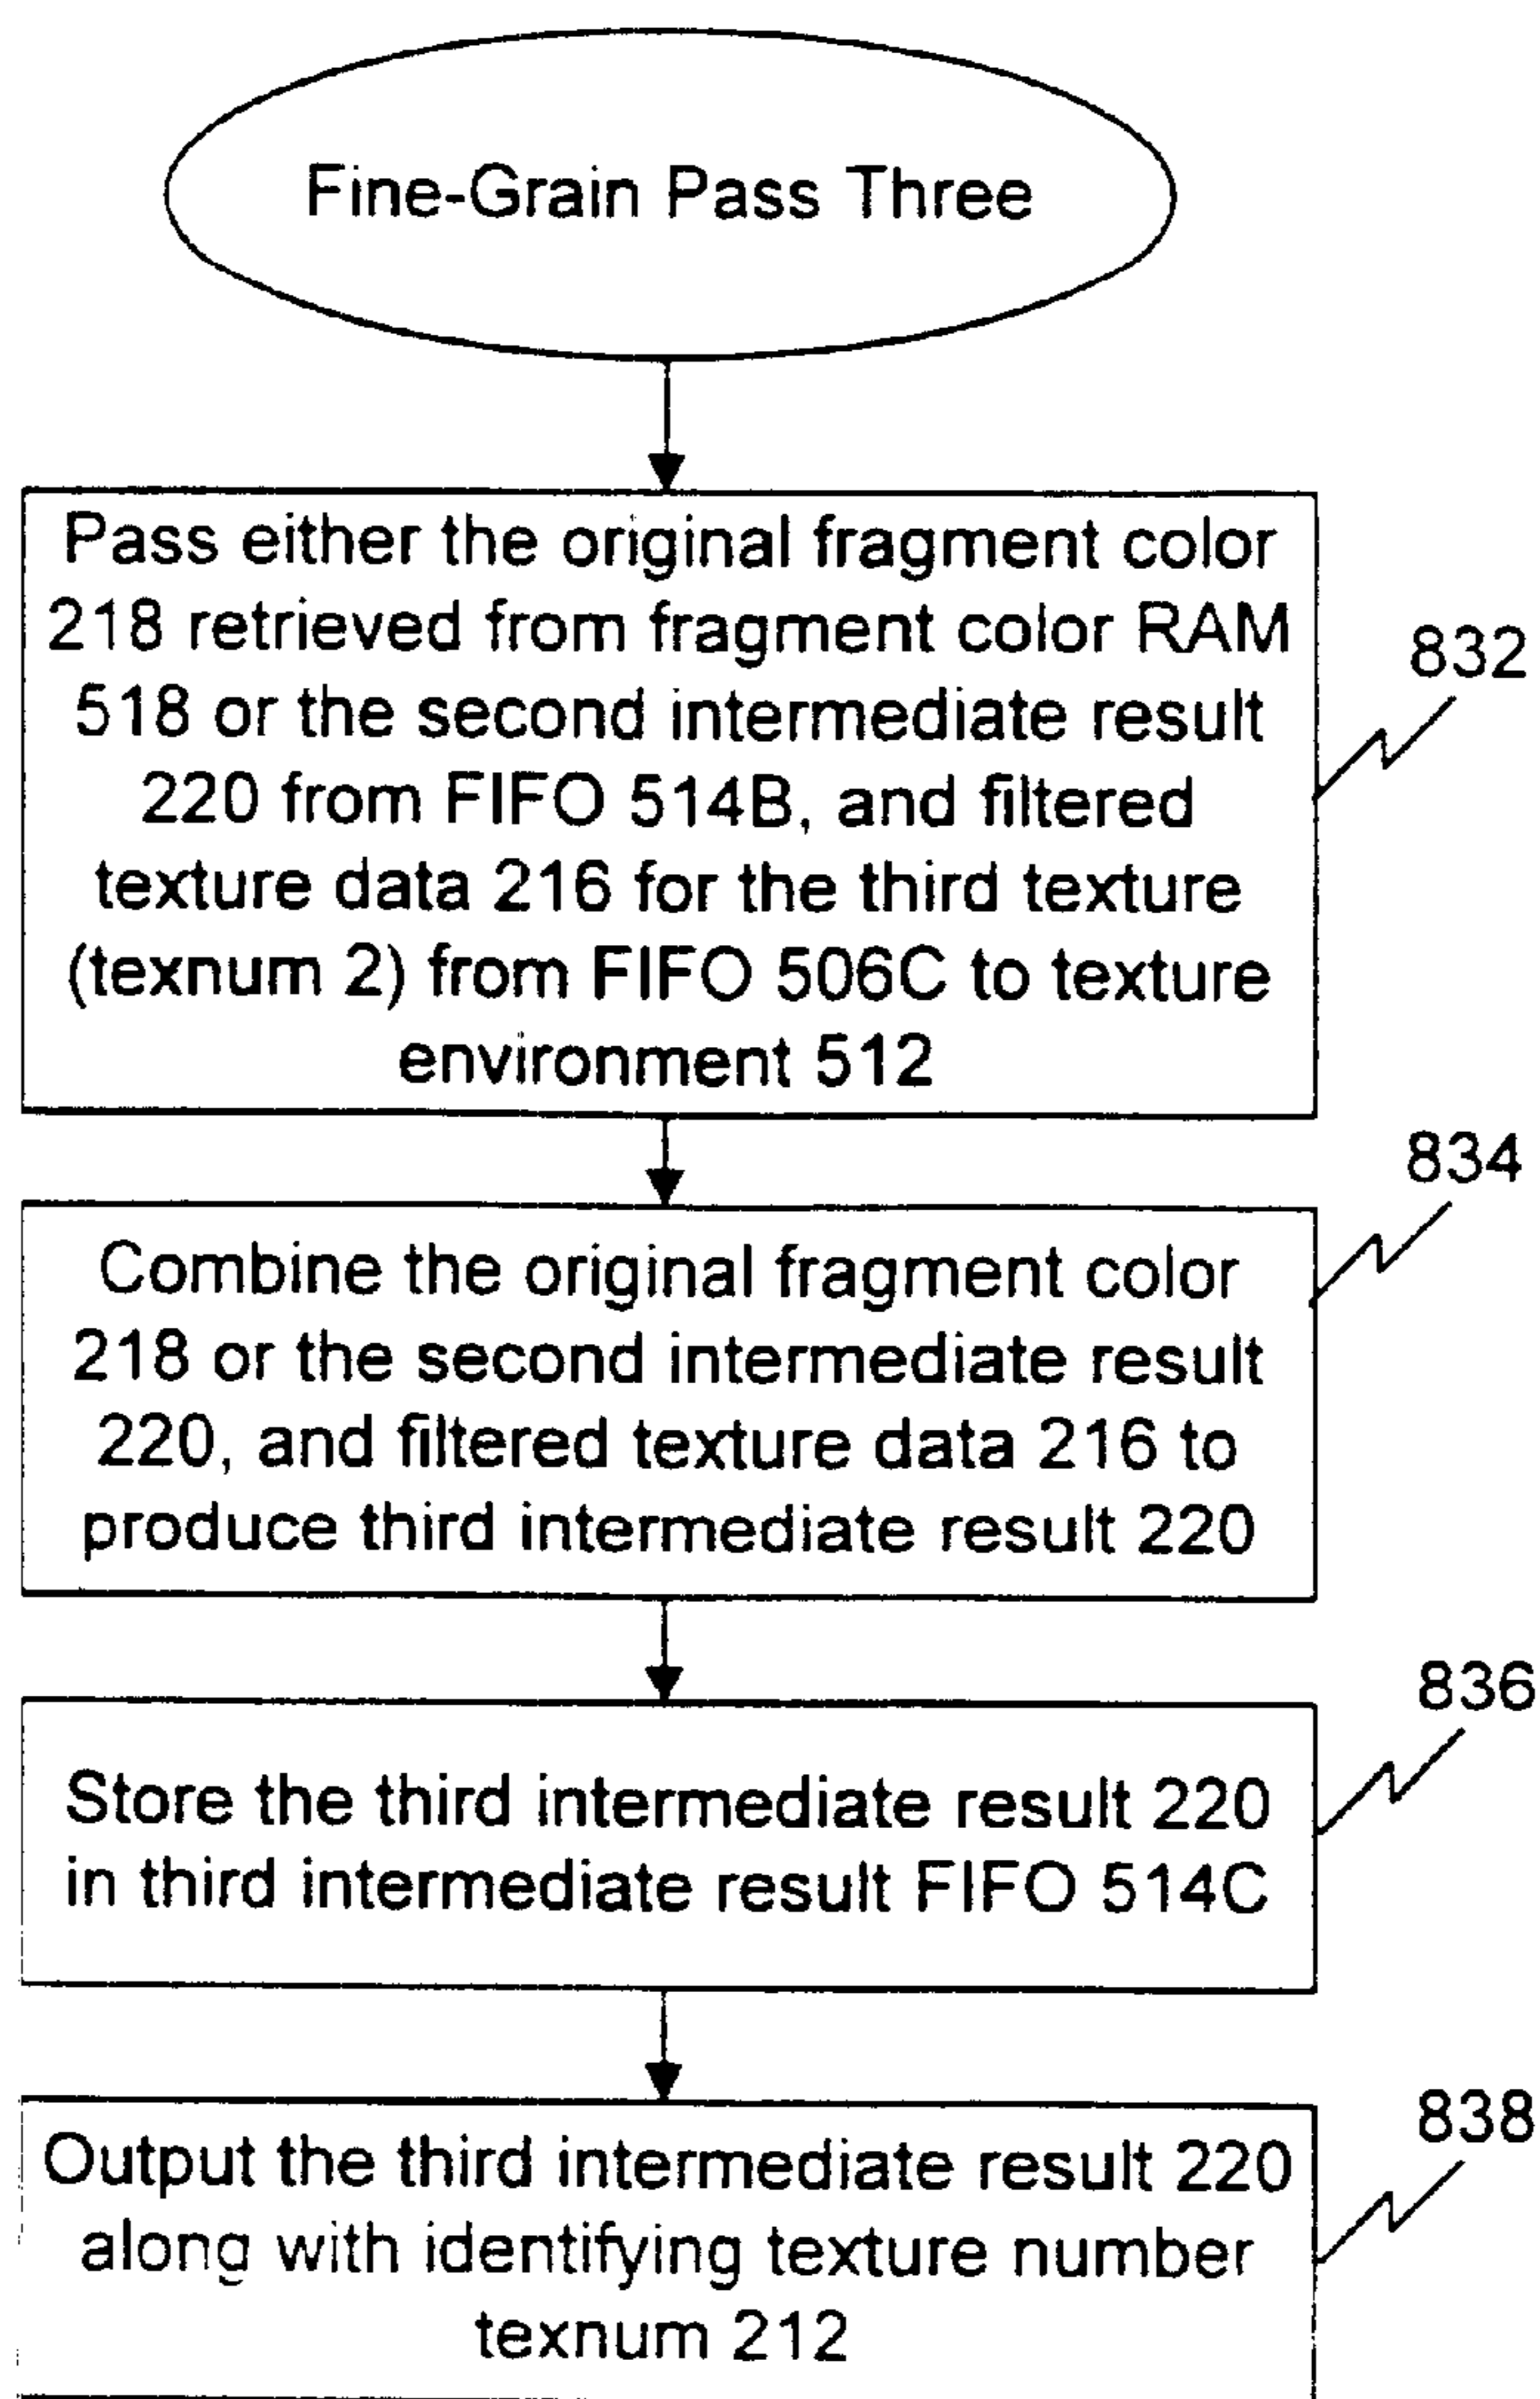 Fine-Grain Pass Three
Pass either the original fragment color
218 retrieved from fragment color RAM
518 or the second intermediate result
220 from FIFO 514B, and filtered
texture data 216 for the third texture
(texnum 2) from FIFO 506C to texture
environment 512
832
Combine the original fragment color
218 or the second intermediate result
220, and filtered texture data 216 to
produce third intermediate result 220
834
Store the third intermediate result 220
in third intermediate result FIFO 514C
836
Output the third intermediate result 220
along with identifying texture number
texnum 212
838